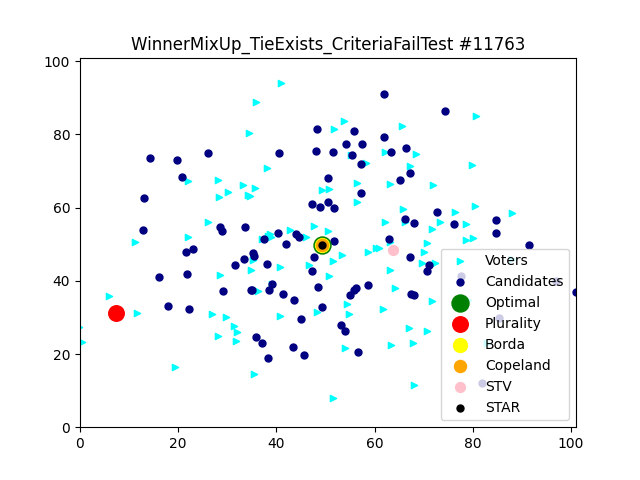 WinnerMixUp_TieExists_CriteriaFailTest #11763
100
80
60
40
20
0
0 20 40 60 80 100
Voters
Candidates
Optimal
Plurality
Borda
Copeland
STV
STAR